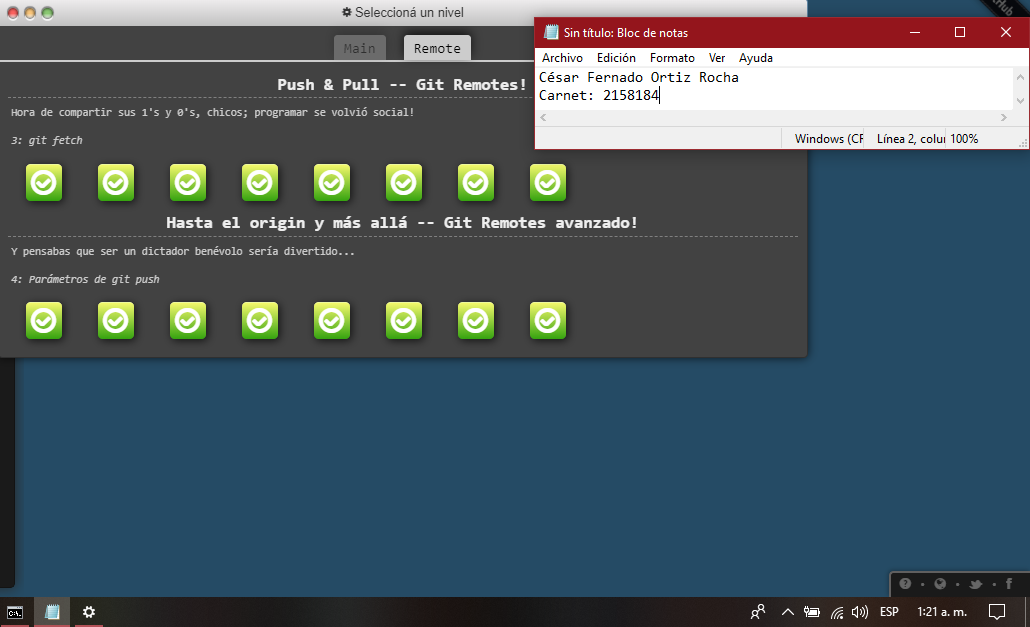 Seleccioná un nivel
Main
Remote
Push & Pull -- Git Remotes!
Hora de compartir sus 1's y 0's, chicos; programar se volvió social!
3: git fetch
Hasta el origin y más allá -- Git Remotes avanzado!
Y pensabas que ser un dictador benévolo sería divertido...
4: Parámetros de git push
Sin título: Bloc de notas
Archivo Edición Formato Ver Ayuda
César Fernado Ortiz Rocha
Carnet: 2158184
Windows (CF Línea 2, colui 100%
ESP
1:21 a. m.